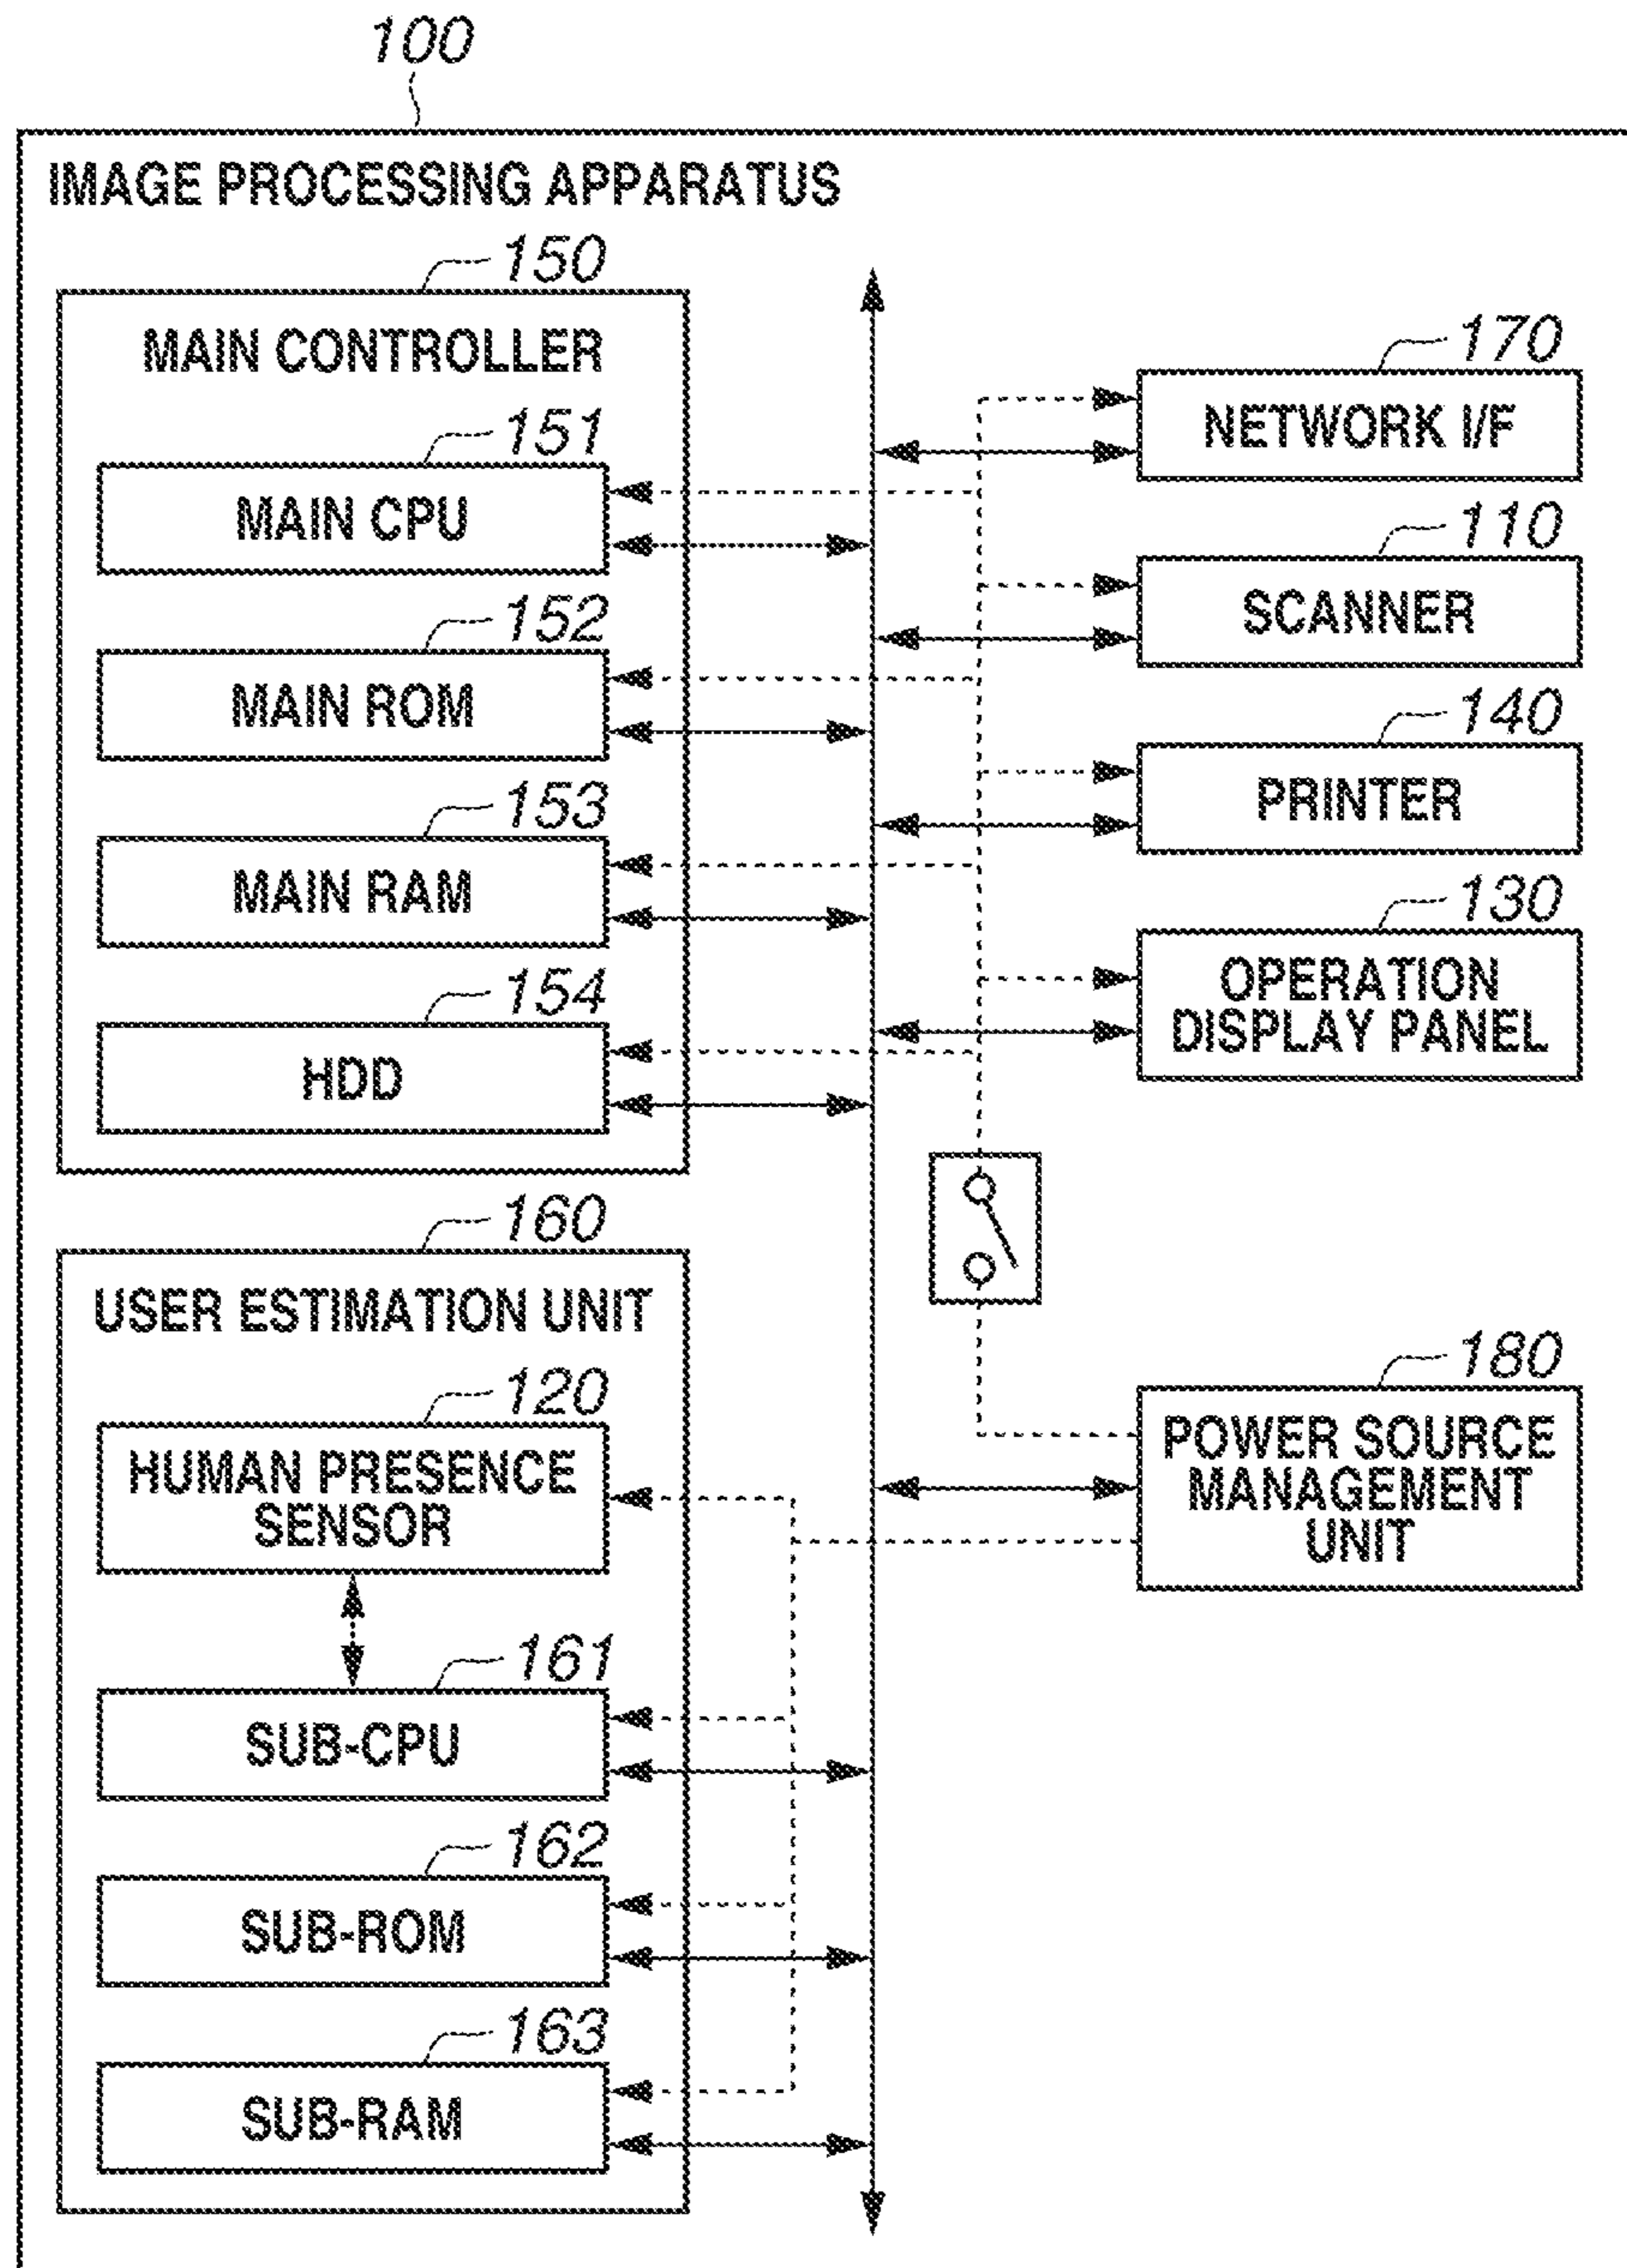 100
IMAGE PROCESSING APPARATUS
150
MAIN CONTROLLER
151
MAIN CPU
152
MAIN ROM
153
MAIN RAM
154
HDD
160
USER ESTIMATION UNIT
120
HUMAN PRESENCE
SENSOR
161
SUB-CPU
162
SUB-ROM
163
SUB-RAM
170
NETWORK I/F
110
SCANNER
140
PRINTER
130
OPERATION
DISPLAY PANEL
180
POWER SOURCE
MANAGEMENT
UNIT